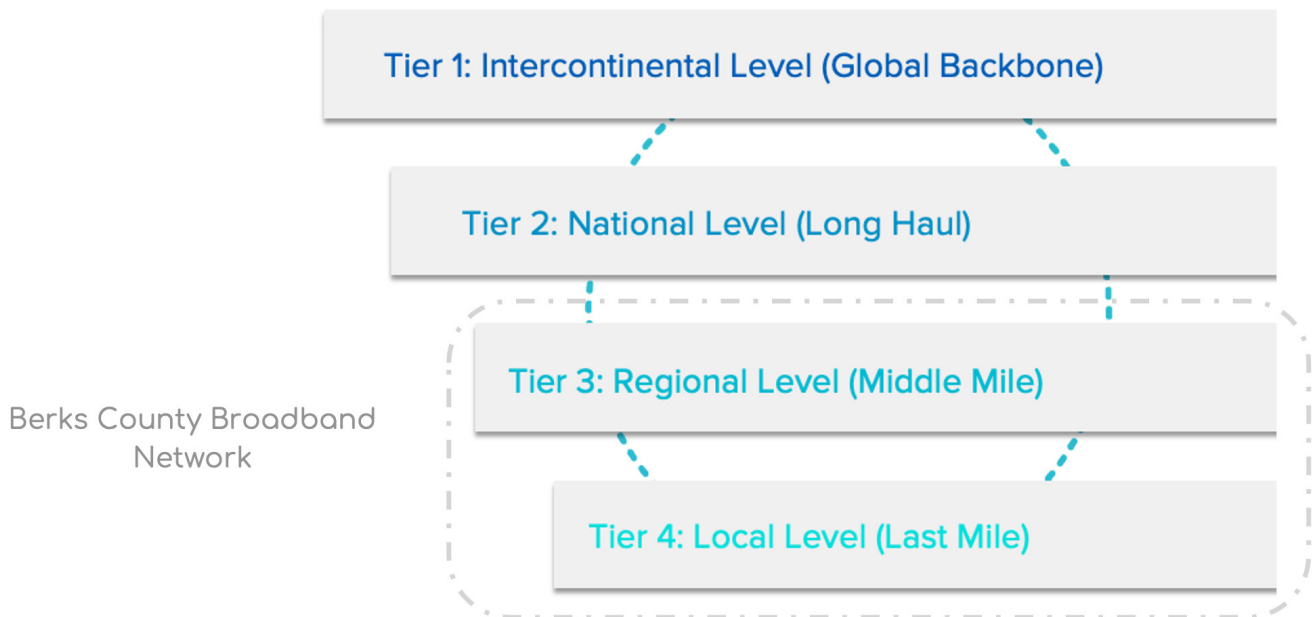 Tier 1: Intercontinental Level (Global Backbone)
Tier 2: National Level (Long Haul)
Tier 3: Regional Level (Middle Mile)
Berks County Broadband
Network
Tier 4: Local Level (Last Mile)